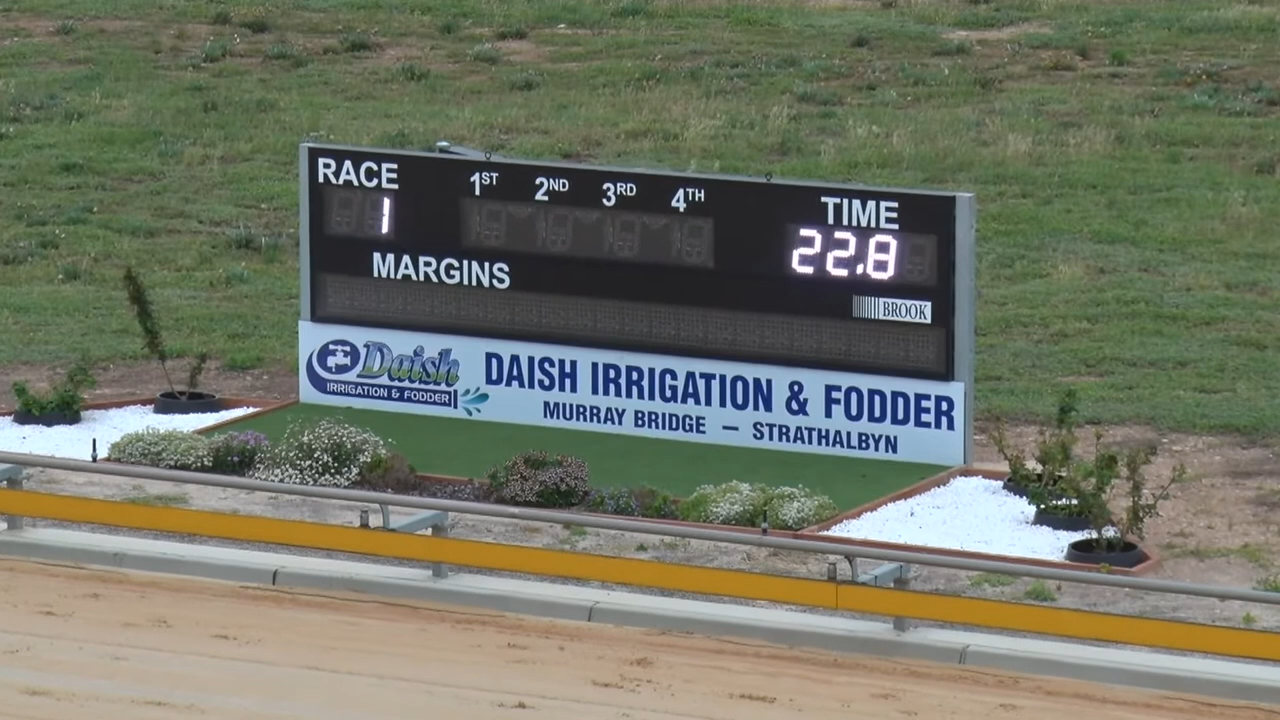 RACE 1ST 2ND 3RD 4TH TIME
1 22.8
MARGINS
BROOK
Daish
IRRIGATION & FODDER
DAISH IRRIGATION & FODDER
MURRAY BRIDGE – STRATHALBYN